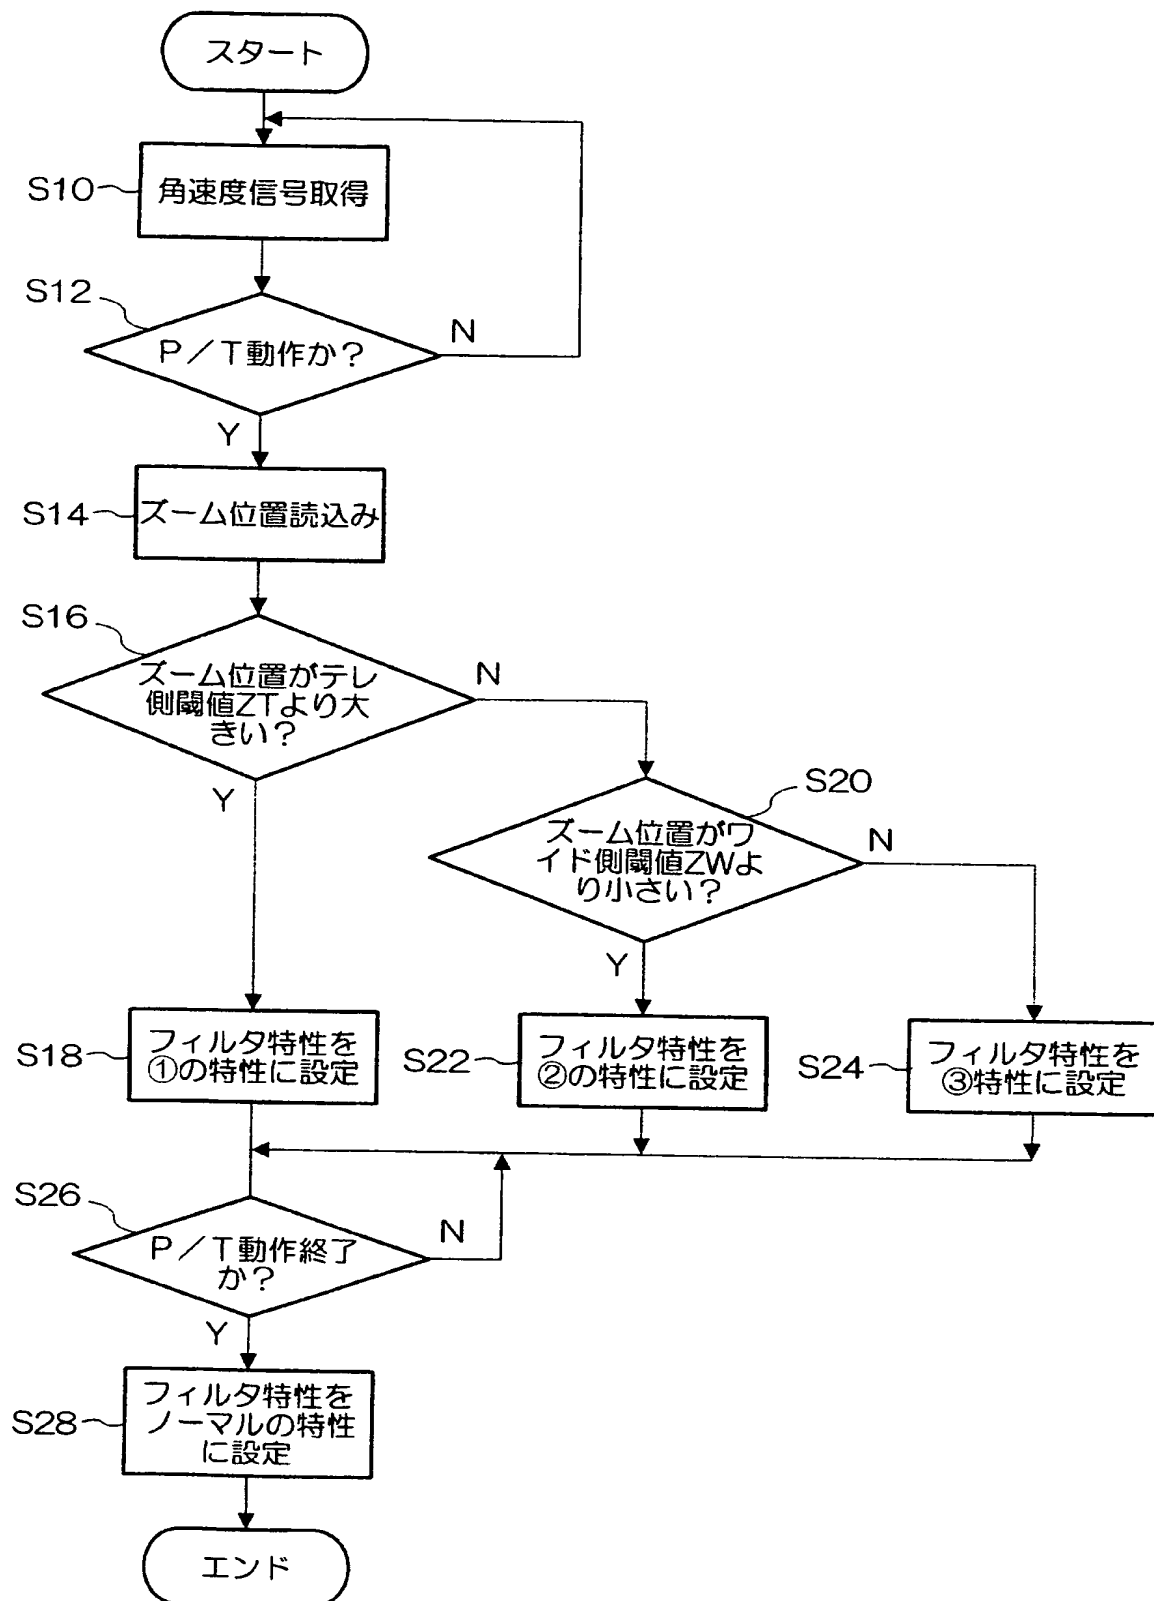 スタート
S10
角速度信号取得
S12
P／T動作か？
N
Y
S14
ズーム位置読込み
S16
ズーム位置がテレ
側閾値ZTより大
きい？
N
Y
S20
ズーム位置がワ
イド側閾値ZWよ
り小さい？
N
Y
S18
フィルタ特性を
①の特性に設定
S22
フィルタ特性を
②の特性に設定
S24
フィルタ特性を
③特性に設定
S26
P／T動作終了
か？
N
Y
S28
フィルタ特性を
ノーマルの特性
に設定
エンド